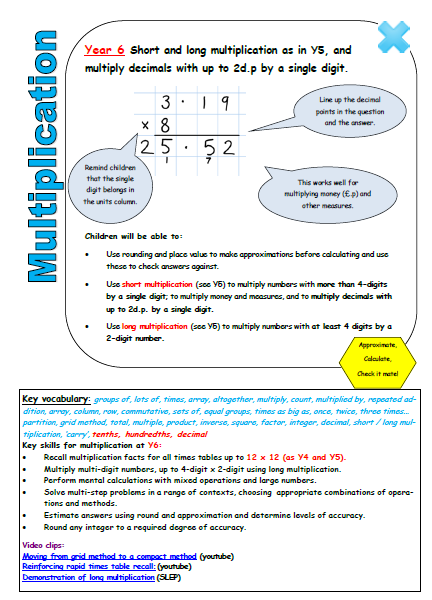 Multiplication
Year 6 Short and long multiplication as in Y5, and
multiply decimals with up to 2d.p by a single digit.
3 . 1 9
x 8
2 5 . 5 2
1 7
Line up the decimal
points in the question
and the answer.
Remind children
that the single
digit belongs in
the units column.
This works well for
multiplying money (£.p) and
other measures.
Children will be able to:
• Use rounding and place value to make approximations before calculating and use
these to check answers against.
• Use short multiplication (see Y5) to multiply numbers with more than 4-digits
by a single digit; to multiply money and measures, and to multiply decimals with
up to 2d.p. by a single digit.
• Use long multiplication (see Y5) to multiply numbers with at least 4 digits by a
2-digit number.
Approximate,
Calculate,
Check it mate!
Key vocabulary: groups of, lots of, times, array, altogether, multiply, count, multiplied by, repeated ad-
dition, array, column, row, commutative, sets of, equal groups, times as big as, once, twice, three times...
partition, grid method, total, multiple, product, inverse, square, factor, integer, decimal, short / long mul-
tiplication, ‘carry’, tenths, hundredths, decimal
Key skills for multiplication at Y6:
• Recall multiplication facts for all times tables up to 12 x 12 (as Y4 and Y5).
• Multiply multi-digit numbers, up to 4-digit x 2-digit using long multiplication.
• Perform mental calculations with mixed operations and large numbers.
• Solve multi-step problems in a range of contexts, choosing appropriate combinations of opera-
tions and methods.
• Estimate answers using round and approximation and determine levels of accuracy.
• Round any integer to a required degree of accuracy.
Video clips:
Moving from grid method to a compact method (youtube)
Reinforcing rapid times table recall: (youtube)
Demonstration of long multiplication (SLEP)